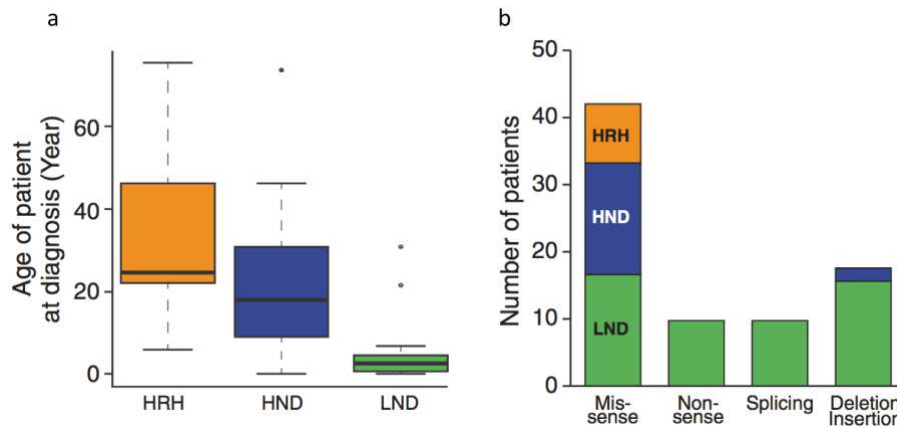 a
Age of patient
at diagnosis (Year)
60
40
20
0
HRH
HND
LND
b
Number of patients
50
40
30
20
10
0
HRH
HND
LND
Mis-
sense
Non-
sense
Splicing
Deletion
Insertion